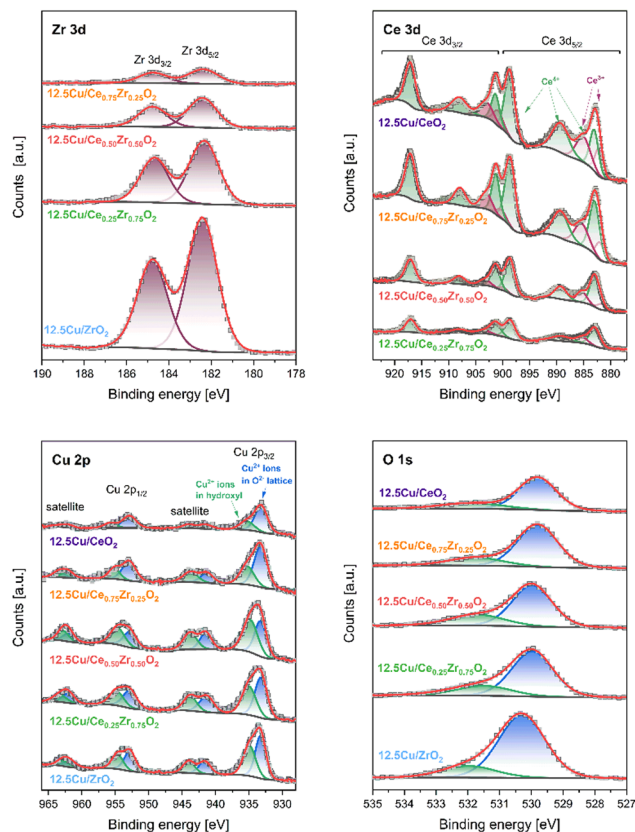 Zr 3d
Zr 3d3/2
Zr 3d5/2
12.5Cu/Ce0.75Zr0.25O2
12.5Cu/Ce0.50Zr0.50O2
12.5Cu/Ce0.25Zr0.75O2
12.5Cu/ZrO2
Counts [a.u.]
190 188 186 184 182 180 178
Binding energy [eV]
Ce 3d
Ce 3d3/2
Ce 3d5/2
Ce4+
Ce3+
12.5Cu/CeO2
12.5Cu/Ce0.75Zr0.25O2
12.5Cu/Ce0.50Zr0.50O2
12.5Cu/Ce0.25Zr0.75O2
Counts [a.u.]
920 915 910 905 900 895 890 885 880
Binding energy [eV]
Cu 2p
Cu 2p3/2
Cu 2p1/2
Cu2+ ions
in hydroxyl
Cu2+ Ions
in O2- lattice
satellite
satellite
12.5Cu/CeO2
12.5Cu/Ce0.75Zr0.25O2
12.5Cu/Ce0.50Zr0.50O2
12.5Cu/Ce0.25Zr0.75O2
12.5Cu/ZrO2
Counts [a.u.]
965 960 955 950 945 940 935 930
Binding energy [eV]
O 1s
12.5Cu/CeO2
12.5Cu/Ce0.75Zr0.25O2
12.5Cu/Ce0.50Zr0.50O2
12.5Cu/Ce0.25Zr0.75O2
12.5Cu/ZrO2
Counts [a.u.]
535 534 533 532 531 530 529 528 527
Binding energy [eV]